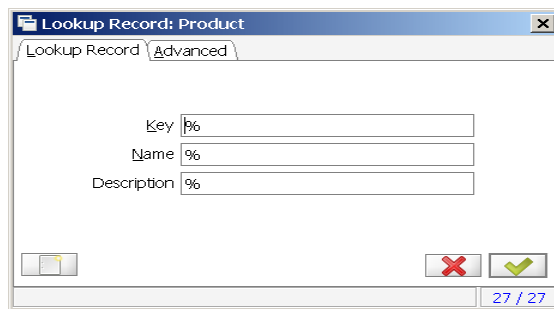 Lookup Record: Product
Lookup Record Advanced
Key %
Name %
Description %
27 / 27